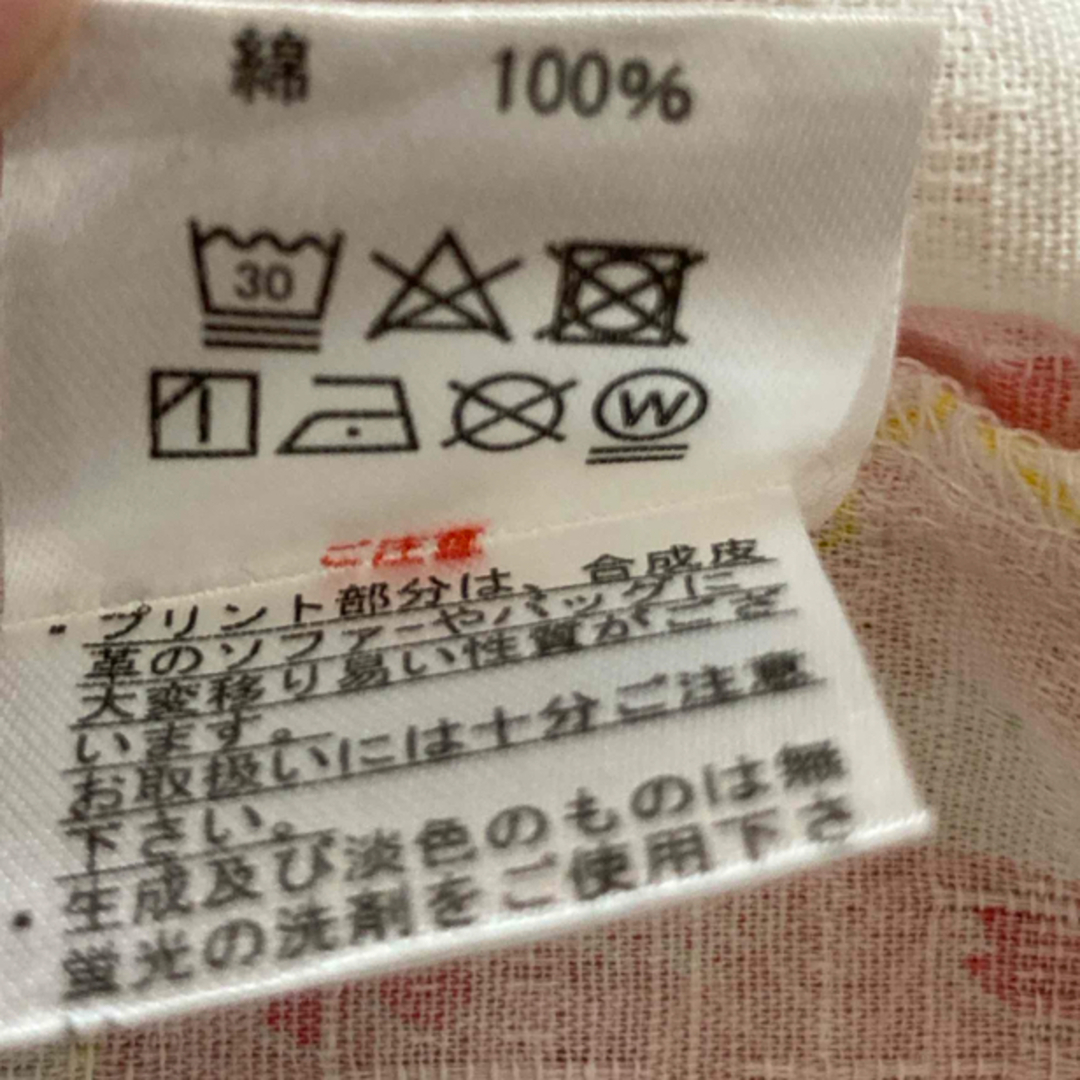 綿 100%
30
W
ご注意
・プリント部分は、合成皮
革のソファーやバッグに
大変移り易い性質がござ
います。
お取扱いには十分ご注意
下さい。
・生成及び淡色のものは無
蛍光の洗剤をご使用下さ